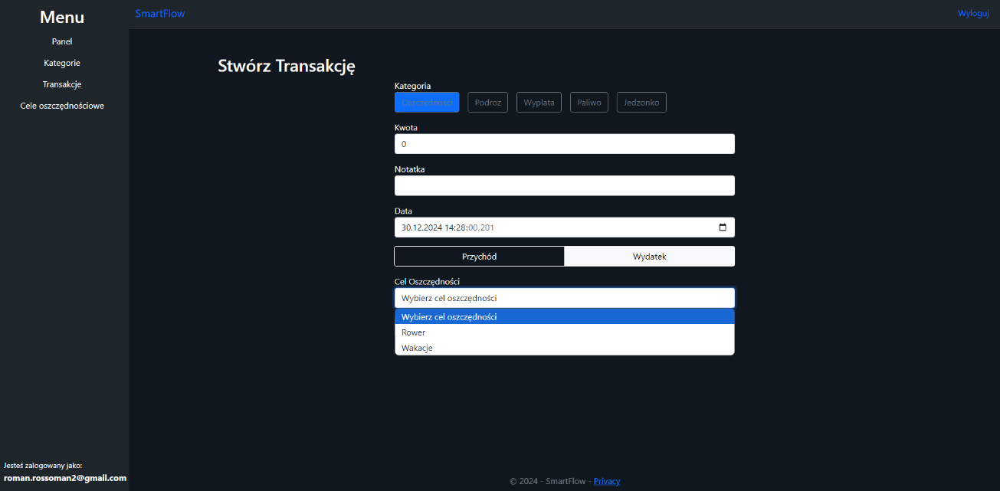 Menu
Panel
Kategorie
Transakcje
Cele oszczędnościowe
Jesteś zalogowany jako:
roman.rossoman2@gmail.com
SmartFlow
Wyloguj
Stwórz Transakcję
Kategoria
Oszczednosci Podroz Wyplata Paliwo Jedzonko
Kwota
0
Notatka
Data
30.12.2024 14:28:00,201
Przychód Wydatek
Cel Oszczędności
Wybierz cel oszczędności
Wybierz cel oszczędności
Rower
Wakacje
© 2024 - SmartFlow - Privacy